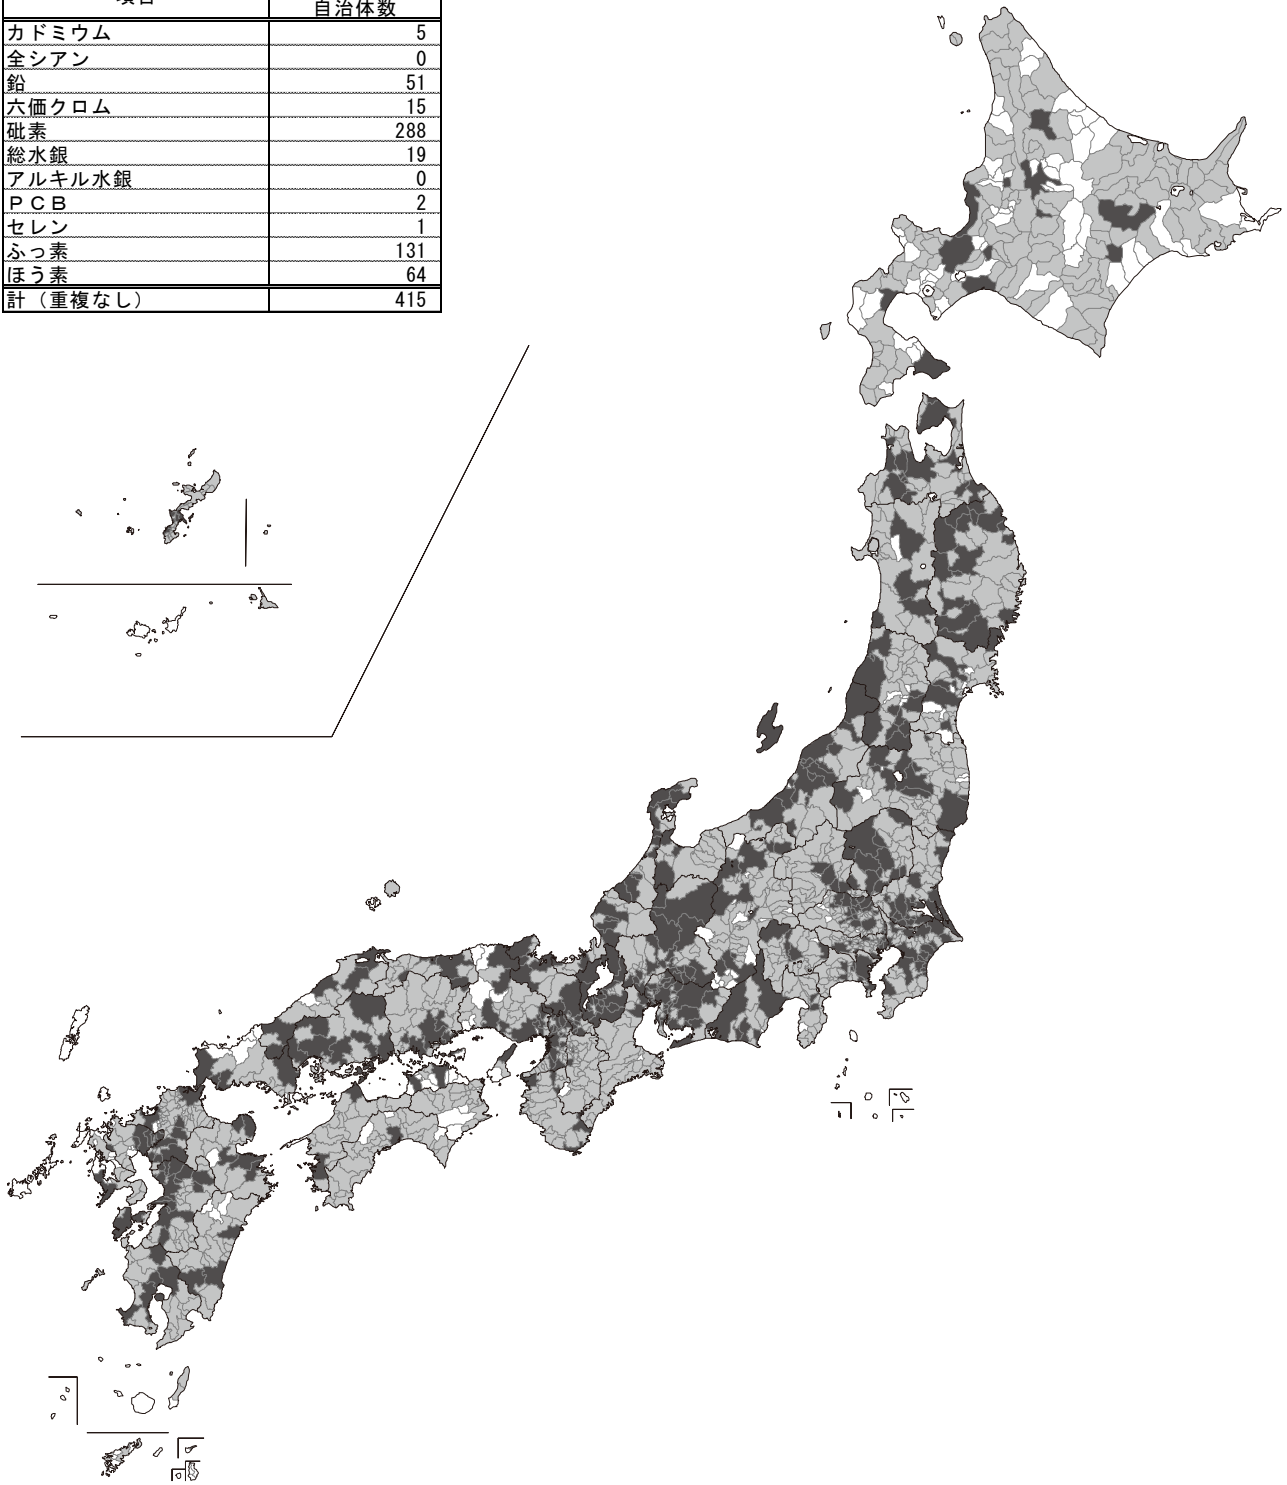 項目
自治体数
カドミウム 5
全シアン 0
鉛 51
六価クロム 15
砒素 288
総水銀 19
アルキル水銀 0
ＰＣＢ 2
セレン 1
ふっ素 131
ほう素 64
計（重複なし） 415